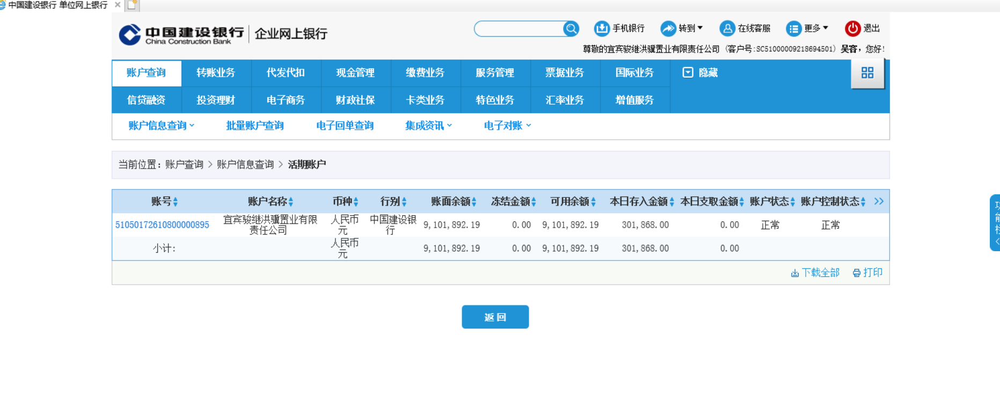 中国建设银行 单位网上银行
中国建设银行 企业网上银行
China Construction Bank
手机银行 转到 在线客服 更多 退出
尊敬的宜宾骏继洪骥置业有限责任公司（客户号:SC51000009218694501）吴容，您好!
账户查询 转账业务 代发代扣 现金管理 缴费业务 服务管理 票据业务 国际业务 隐藏
信贷融资 投资理财 电子商务 财政社保 卡类业务 特色业务 汇率业务 增值服务
账户信息查询 批量账户查询 电子回单查询 集成资讯 电子对账
当前位置：账户查询 > 账户信息查询 > 活期账户
账号 账户名称 币种 行别 账面余额 冻结金额 可用余额 本日存入金额 本日支取金额 账户状态 账户控制状态 >>
51050172610800000895 宜宾骏继洪骥置业有限责任公司 人民币元 中国建设银行 9,101,892.19 0.00 9,101,892.19 301,868.00 0.00 正常 正常
小计: 人民币元 9,101,892.19 0.00 9,101,892.19 301,868.00 0.00
下载全部 打印
返回